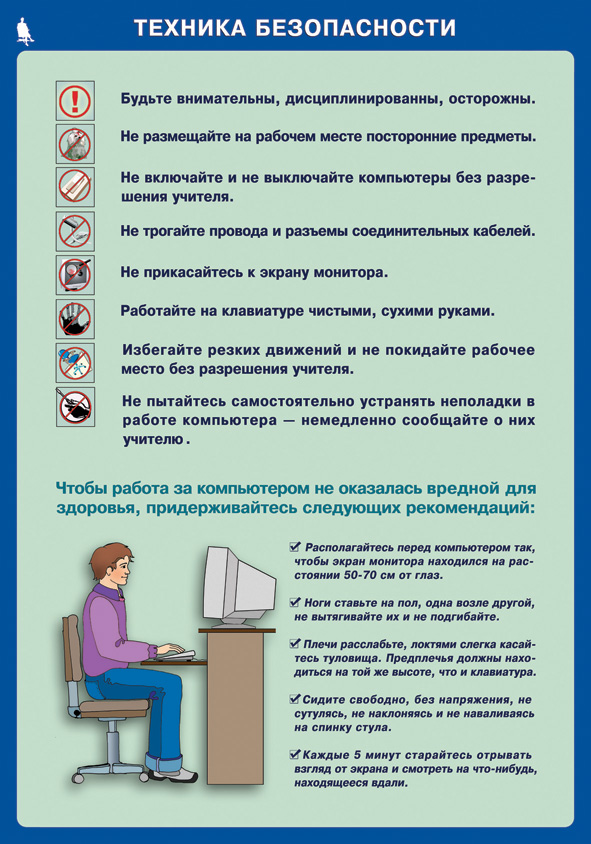 ТЕХНИКА БЕЗОПАСНОСТИ
Будьте внимательны, дисциплинированны, осторожны.
Не размещайте на рабочем месте посторонние предметы.
Не включайте и не выключайте компьютеры без разре-
шения учителя.
Не трогайте провода и разъемы соединительных кабелей.
Не прикасайтесь к экрану монитора.
Работайте на клавиатуре чистыми, сухими руками.
Избегайте резких движений и не покидайте рабочее
место без разрешения учителя.
Не пытайтесь самостоятельно устранять неполадки в
работе компьютера — немедленно сообщайте о них
учителю .
Чтобы работа за компьютером не оказалась вредной для
здоровья, придерживайтесь следующих рекомендаций:
Располагайтесь перед компьютером так,
чтобы экран монитора находился на рас-
стоянии 50-70 см от глаз.
Ноги ставьте на пол, одна возле другой,
не вытягивайте их и не подгибайте.
Плечи расслабьте, локтями слегка касай-
тесь туловища. Предплечья должны нахо-
диться на той же высоте, что и клавиатура.
Сидите свободно, без напряжения, не
сутулясь, не наклоняясь и не наваливаясь
на спинку стула.
Каждые 5 минут старайтесь отрывать
взгляд от экрана и смотреть на что-нибудь,
находящееся вдали.